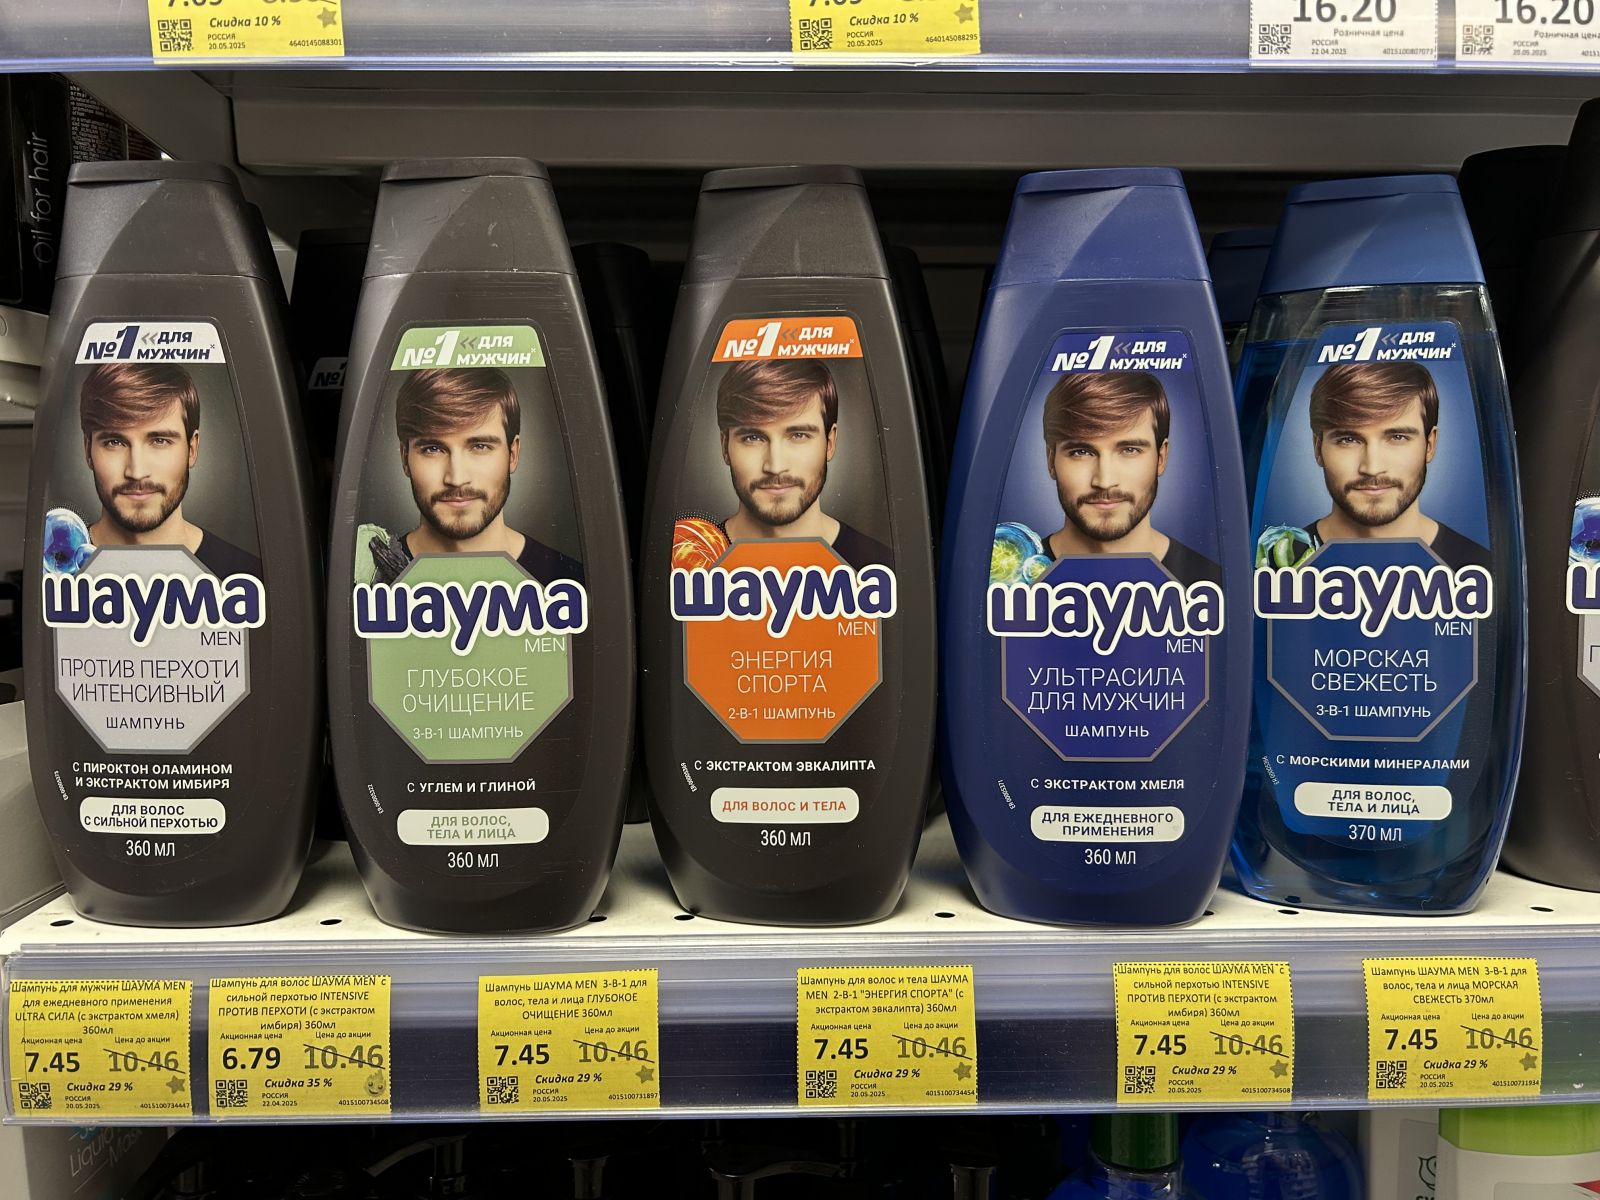 Скидка 10 %
РОССИЯ
20.05.2025
4640145088301
Скидка 10 %
РОССИЯ
20.05.2025
4640145088295
16.20
Розничная цена
РОССИЯ
22.04.2025
4015100807073
16.20
Розничная цена
РОССИЯ
20.05.2025
Oil for hair
№1 «ДЛЯ МУЖЧИН*
шаума
MEN
ПРОТИВ ПЕРХОТИ
ИНТЕНСИВНЫЙ
ШАМПУНЬ
С ПИРОКТОН ОЛАМИНОМ
И ЭКСТРАКТОМ ИМБИРЯ
ДЛЯ ВОЛОС
С СИЛЬНОЙ ПЕРХОТЬЮ
360 МЛ
№1 «ДЛЯ МУЖЧИН*
шаума
MEN
ГЛУБОКОЕ
ОЧИЩЕНИЕ
3-В-1 ШАМПУНЬ
С УГЛЕМ И ГЛИНОЙ
ДЛЯ ВОЛОС,
ТЕЛА И ЛИЦА
360 МЛ
№1 «ДЛЯ МУЖЧИН*
шаума
MEN
ЭНЕРГИЯ
СПОРТА
2-В-1 ШАМПУНЬ
С ЭКСТРАКТОМ ЭВКАЛИПТА
ДЛЯ ВОЛОС И ТЕЛА
360 МЛ
№1 «ДЛЯ МУЖЧИН*
шаума
MEN
УЛЬТРАСИЛА
ДЛЯ МУЖЧИН
ШАМПУНЬ
С ЭКСТРАКТОМ ХМЕЛЯ
ДЛЯ ЕЖЕДНЕВНОГО
ПРИМЕНЕНИЯ
360 МЛ
№1 «ДЛЯ МУЖЧИН*
шаума
MEN
МОРСКАЯ
СВЕЖЕСТЬ
3-В-1 ШАМПУНЬ
С МОРСКИМИ МИНЕРАЛАМИ
ДЛЯ ВОЛОС,
ТЕЛА И ЛИЦА
370 МЛ
Шампунь для мужчин ШАУМА MEN
для ежедневного применения
ULTRA СИЛА (с экстрактом хмеля)
360мл
Акционная цена Цена до акции
7.45 10.46
Скидка 29 %
РОССИЯ
20.05.2025
4015100734447
Шампунь для волос ШАУМА MEN с
сильной перхотью INTENSIVE
ПРОТИВ ПЕРХОТИ (с экстрактом
имбиря) 360мл
Акционная цена Цена до акции
6.79 10.46
Скидка 35 %
РОССИЯ
22.04.2025
4015100734508
Шампунь ШАУМА MEN 3-В-1 для
волос, тела и лица ГЛУБОКОЕ
ОЧИЩЕНИЕ 360мл
Акционная цена Цена до акции
7.45 10.46
Скидка 29 %
РОССИЯ
20.05.2025
4015100731897
Шампунь для волос и тела ШАУМА
MEN 2-В-1 "ЭНЕРГИЯ СПОРТА" (с
экстрактом эвкалипта) 360мл
Акционная цена Цена до акции
7.45 10.46
Скидка 29 %
РОССИЯ
20.05.2025
4015100734454
Шампунь для волос ШАУМА MEN с
сильной перхотью INTENSIVE
ПРОТИВ ПЕРХОТИ (с экстрактом
имбиря) 360мл
Акционная цена Цена до акции
7.45 10.46
Скидка 29 %
РОССИЯ
20.05.2025
4015100734508
Шампунь ШАУМА MEN 3-В-1 для
волос, тела и лица МОРСКАЯ
СВЕЖЕСТЬ 370мл
Акционная цена Цена до акции
7.45 10.46
Скидка 29 %
РОССИЯ
20.05.2025
4015100731934